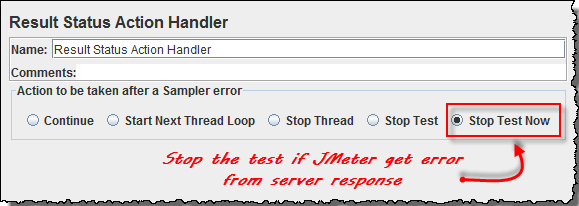 Result Status Action Handler
Name: Result Status Action Handler
Comments:
Action to be taken after a Sampler error
Continue Start Next Thread Loop Stop Thread Stop Test Stop Test Now
Stop the test if JMeter get error
from server response